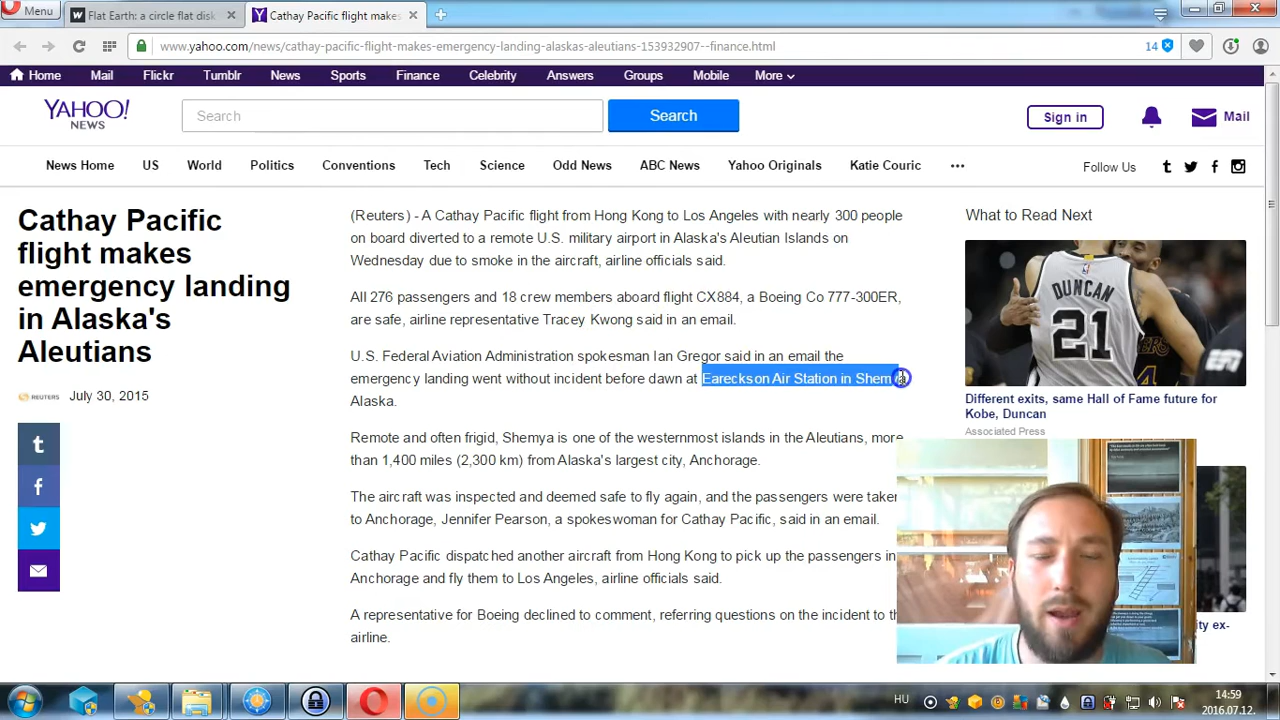 Menu
Flat Earth: a circle flat disk
Cathay Pacific flight makes
www.yahoo.com/news/cathay-pacific-flight-makes-emergency-landing-alaskas-aleutians-153932907--finance.html
14
Home Mail Flickr Tumblr News Sports Finance Celebrity Answers Groups Mobile More
YAHOO!
NEWS
Search
Search
Sign in
Mail
News Home US World Politics Conventions Tech Science Odd News ABC News Yahoo Originals Katie Couric ••• Follow Us
Cathay Pacific
flight makes
emergency landing
in Alaska's
Aleutians
REUTERS July 30, 2015
(Reuters) - A Cathay Pacific flight from Hong Kong to Los Angeles with nearly 300 people
on board diverted to a remote U.S. military airport in Alaska's Aleutian Islands on
Wednesday due to smoke in the aircraft, airline officials said.
All 276 passengers and 18 crew members aboard flight CX884, a Boeing Co 777-300ER,
are safe, airline representative Tracey Kwong said in an email.
U.S. Federal Aviation Administration spokesman Ian Gregor said in an email the
emergency landing went without incident before dawn at Eareckson Air Station in Shemya
Alaska.
Remote and often frigid, Shemya is one of the westernmost islands in the Aleutians, more
than 1,400 miles (2,300 km) from Alaska's largest city, Anchorage.
The aircraft was inspected and deemed safe to fly again, and the passengers were taken
to Anchorage, Jennifer Pearson, a spokeswoman for Cathay Pacific, said in an email.
Cathay Pacific dispatched another aircraft from Hong Kong to pick up the passengers in
Anchorage and fly them to Los Angeles, airline officials said.
A representative for Boeing declined to comment, referring questions on the incident to th
airline.
What to Read Next
DUNCAN
21
Different exits, same Hall of Fame future for
Kobe, Duncan
Associated Press
ity ex-
HU
14:59
2016.07.12.